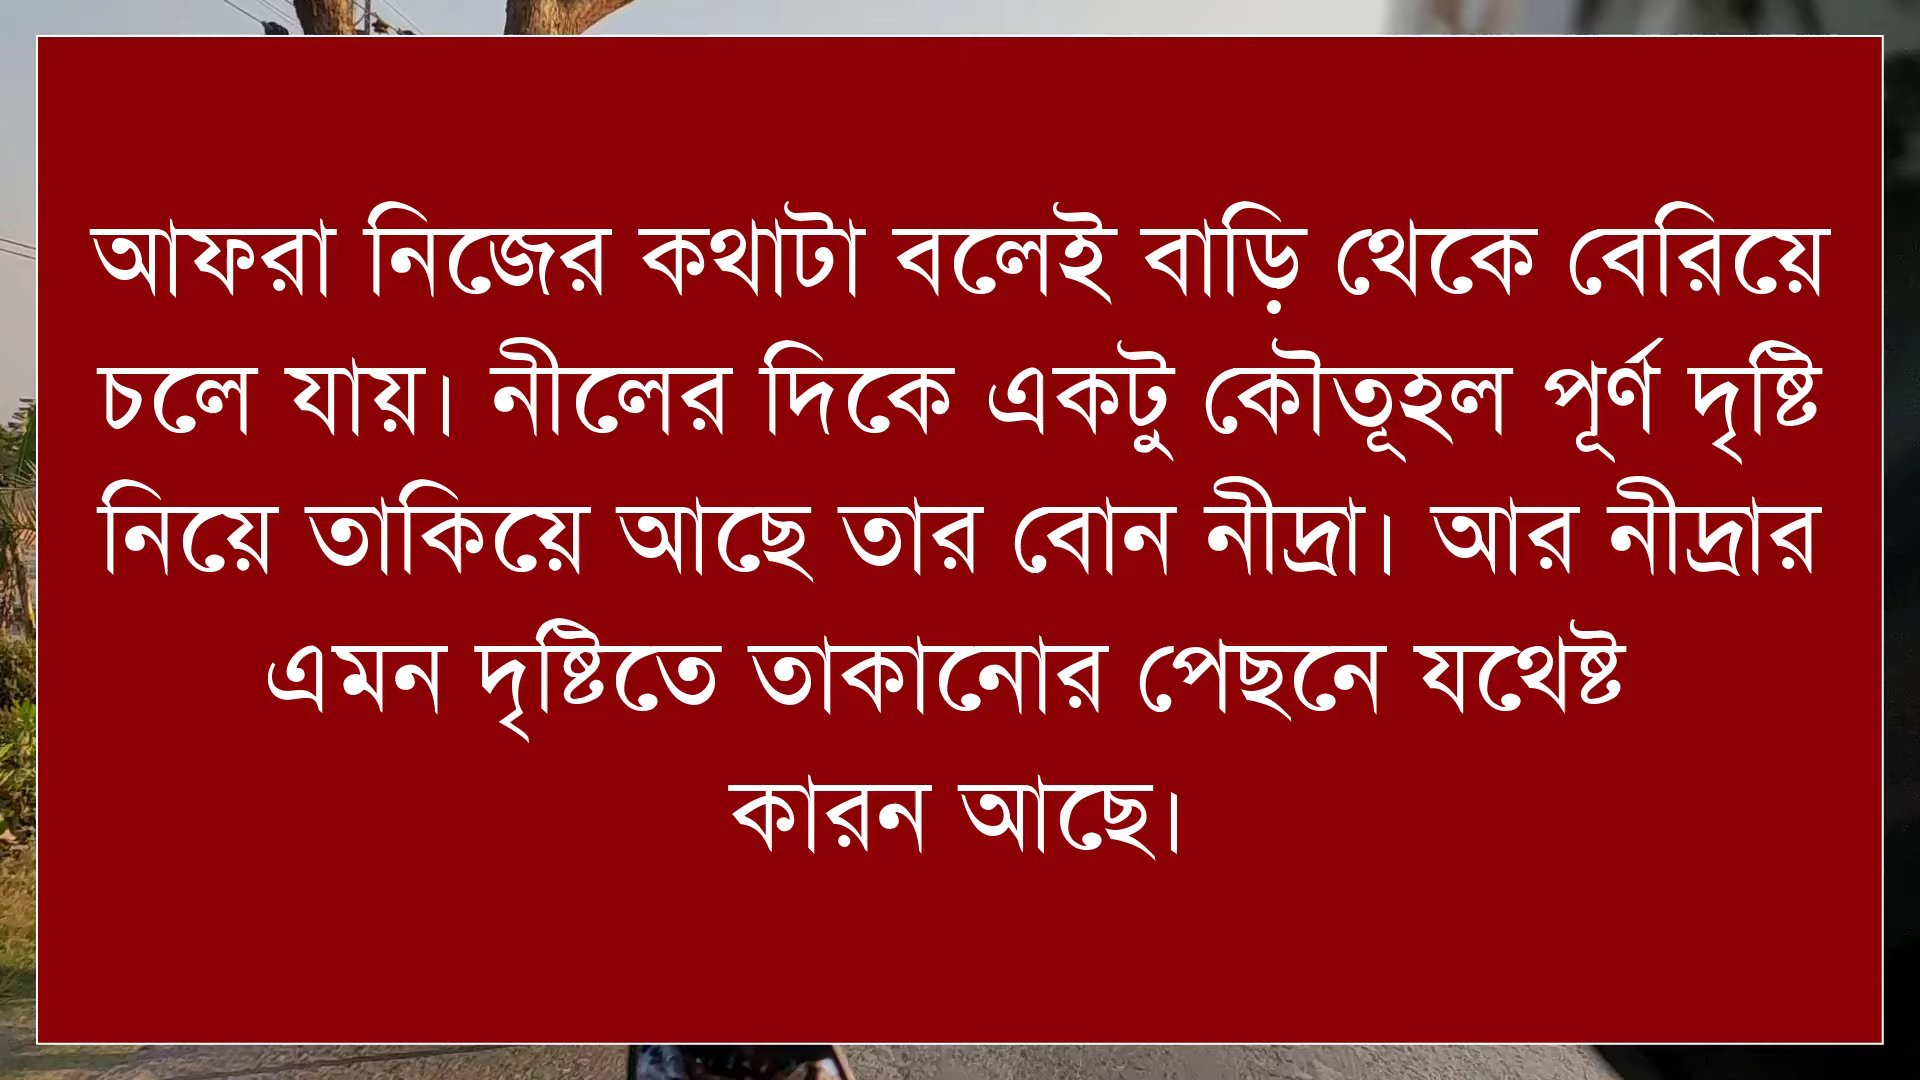 আফরা নিজের কথাটা বলেই বাড়ি থেকে বেরিয়ে
চলে যায়। নীলের দিকে একটু কৌতূহল পূর্ণ দৃষ্টি
নিয়ে তাকিয়ে আছে তার বোন নীদ্রা। আর নীদ্রার
এমন দৃষ্টিতে তাকানোর পেছনে যথেষ্ট
কারন আছে।